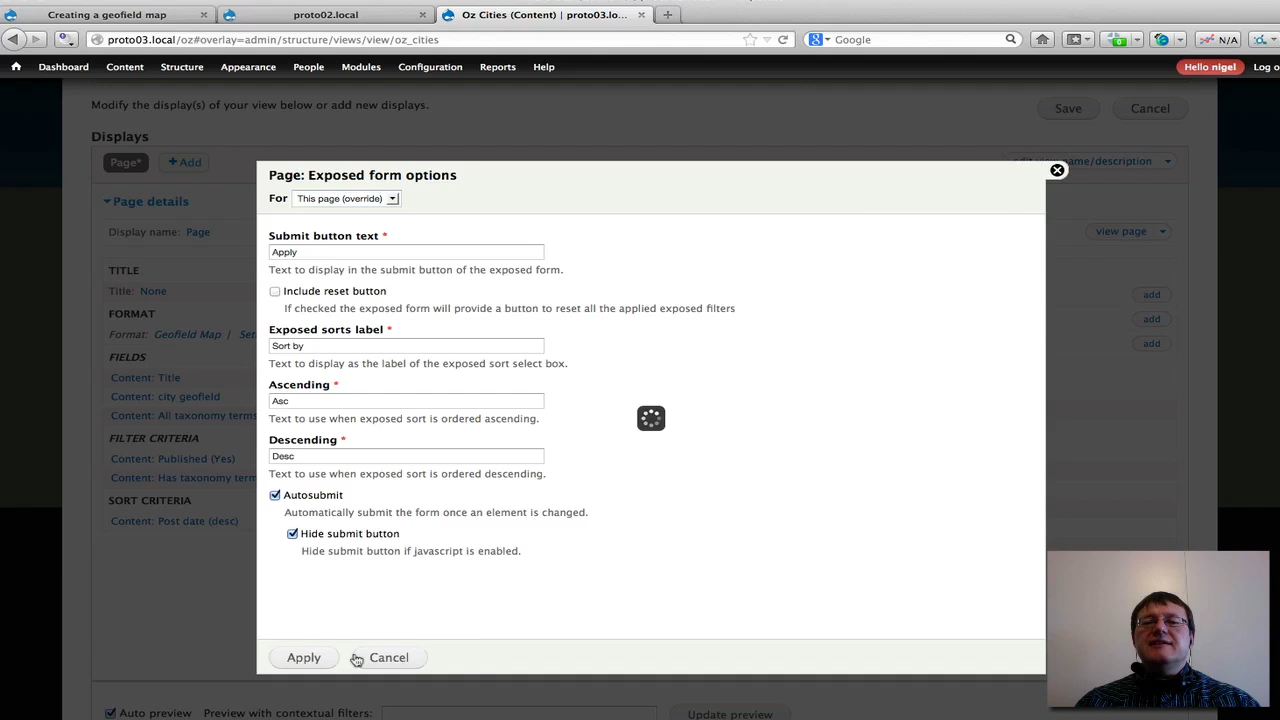 Creating a geofield map
proto02.local
Oz Cities (Content) | proto03.lo...
proto03.local/oz#overlay=admin/structure/views/view/oz_cities
Google
N/A
Dashboard Content Structure Appearance People Modules Configuration Reports Help
Hello nigel Log o
Modify the display(s) of your view below or add new displays.
Save Cancel
Displays
Page* Add
name/description
Page: Exposed form options
For This page (override)
Page details
Display name: Page
view page
Submit button text *
Apply
Text to display in the submit button of the exposed form.
TITLE
Title: None
Include reset button
add
If checked the exposed form will provide a button to reset all the applied exposed filters
FORMAT
add
Format: Geofield Map | Set
Exposed sorts label *
Sort by
add
FIELDS
Text to display as the label of the exposed sort select box.
Content: Title
Ascending *
Content: city geofield
Asc
Content: All taxonomy terms
Text to use when exposed sort is ordered ascending.
FILTER CRITERIA
Descending *
Content: Published (Yes)
Desc
Content: Has taxonomy term
Text to use when exposed sort is ordered descending.
SORT CRITERIA
Autosubmit
Automatically submit the form once an element is changed.
Content: Post date (desc)
Hide submit button
Hide submit button if javascript is enabled.
Apply Cancel
Auto preview Preview with contextual filters: Update preview